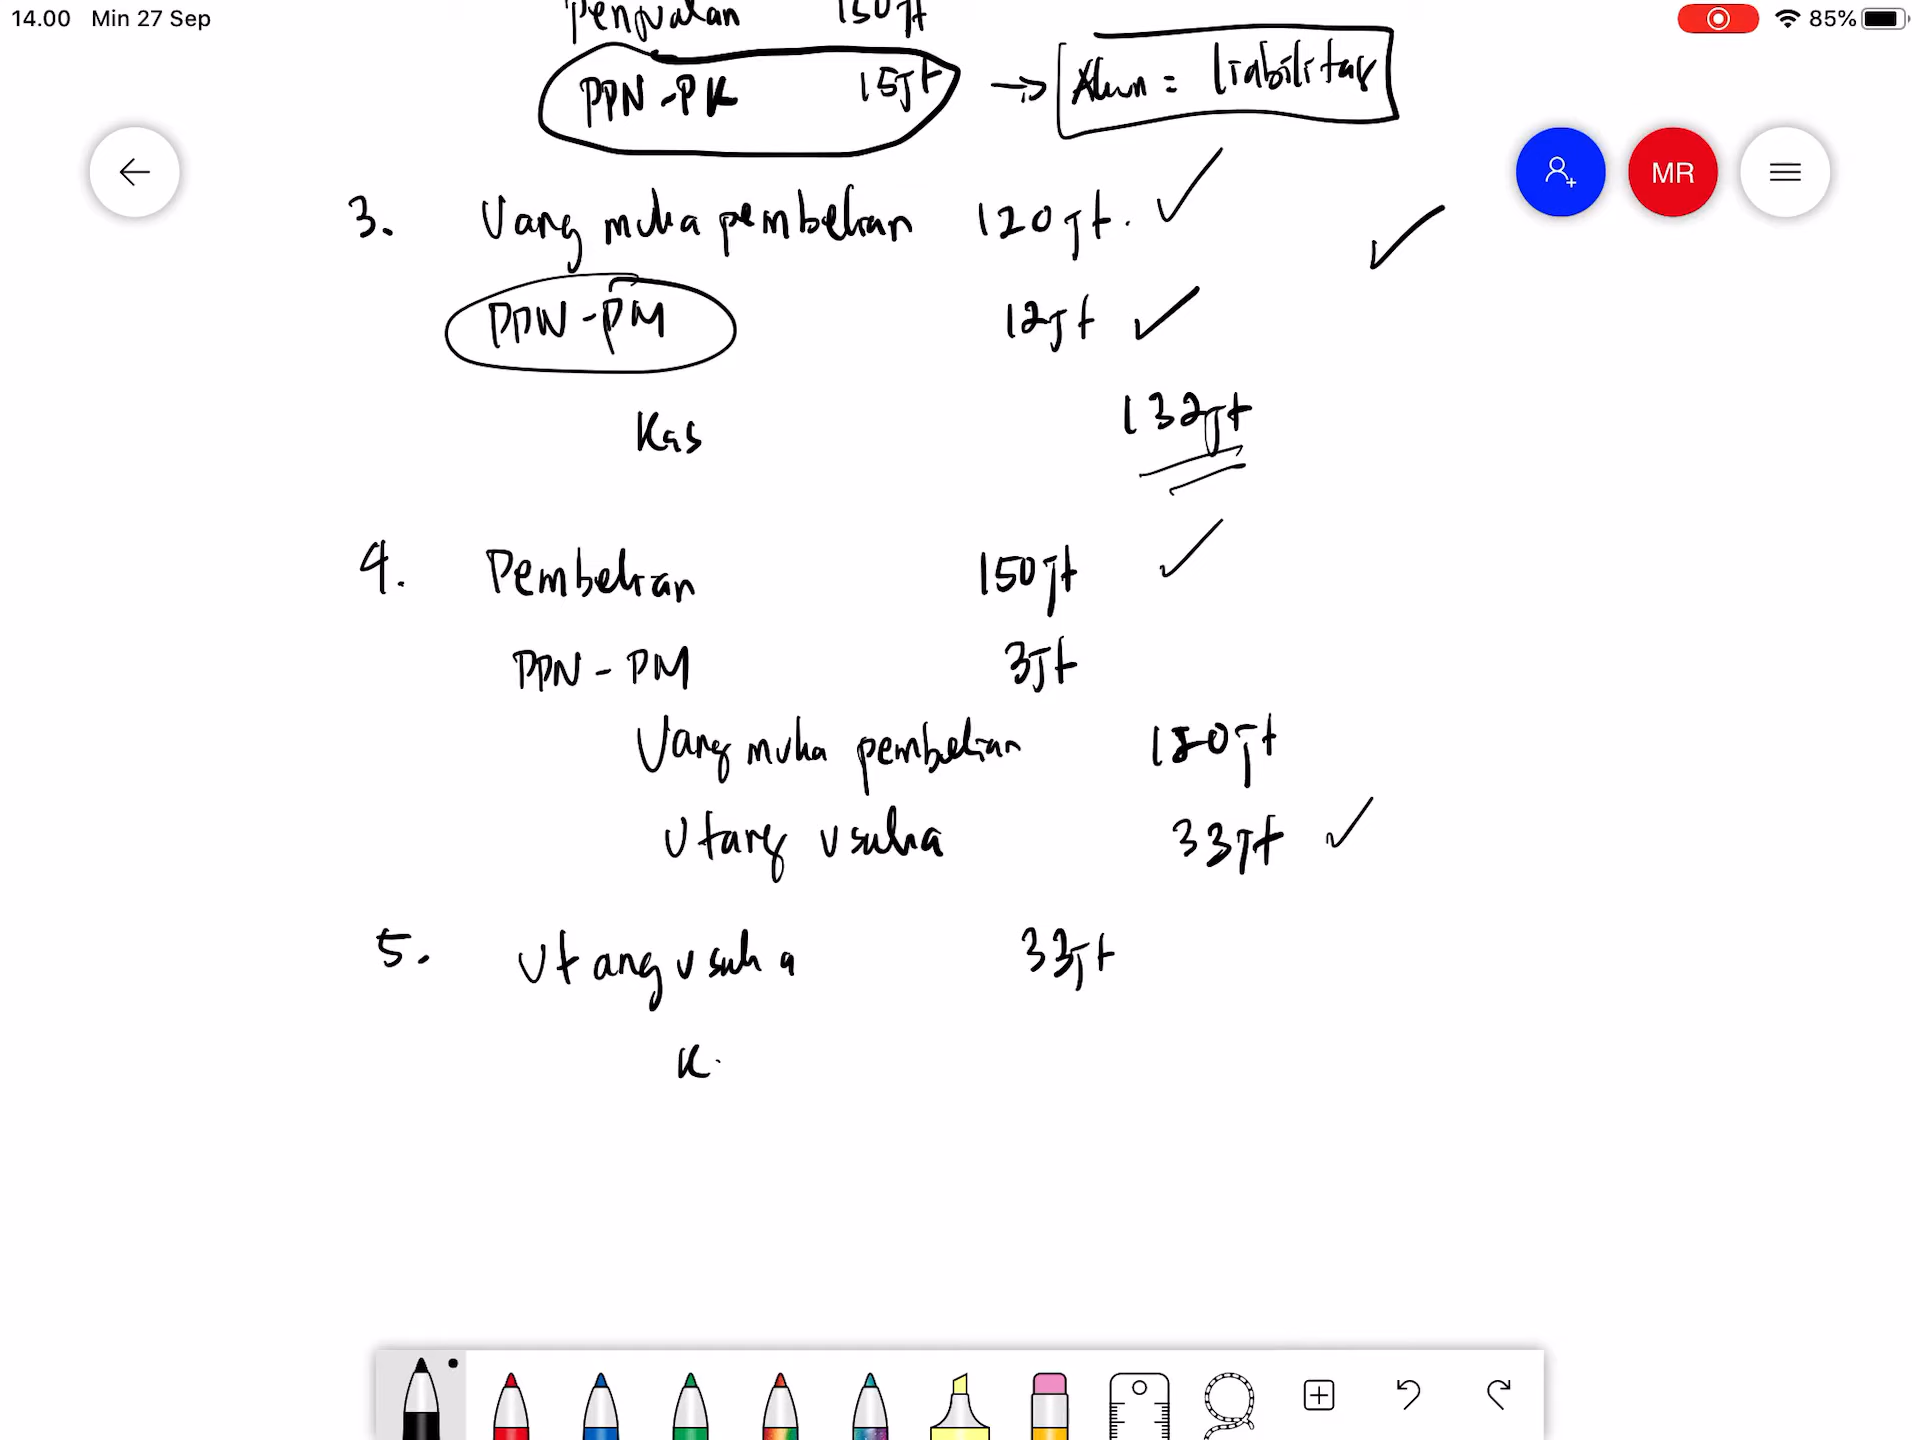 14.00 Min 27 Sep 85%
Penjualan 150jt
PPN-PK 15jt → Akun = liabilitas
MR
3. Uang muka pembelian 120jt.
PPN-PM 12jt
Kas 132jt
4. Pembelian 150jt
PPN - PM 3jt
Uang muka pembelian
Utang usaha 33jt
5. Utang usaha 33jt
K